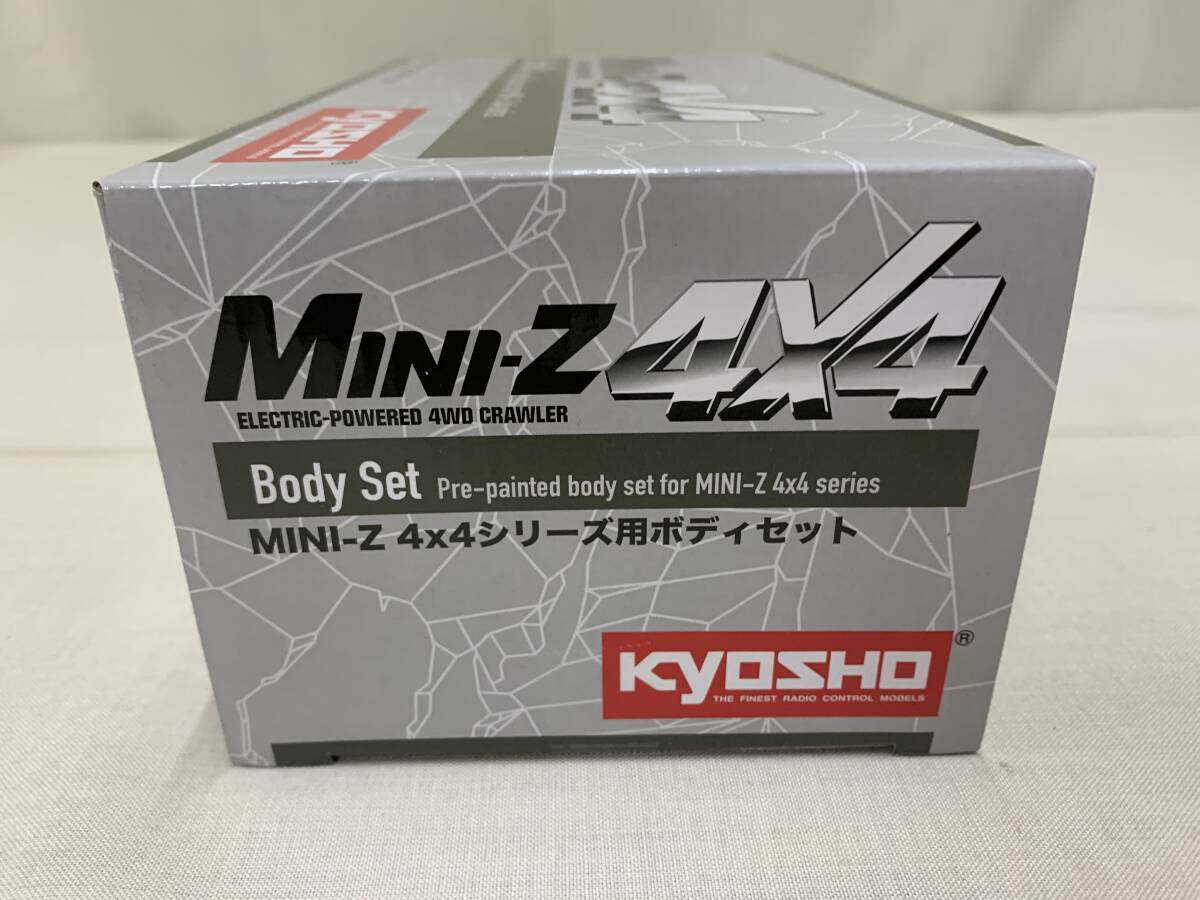 KYOSHO
MINI-Z 4x4
ELECTRIC-POWERED 4WD CRAWLER
Body Set Pre-painted body set for MINI-Z 4x4 series
MINI-Z 4x4シリーズ用ボディセット
KYOSHO ®
THE FINEST RADIO CONTROL MODELS